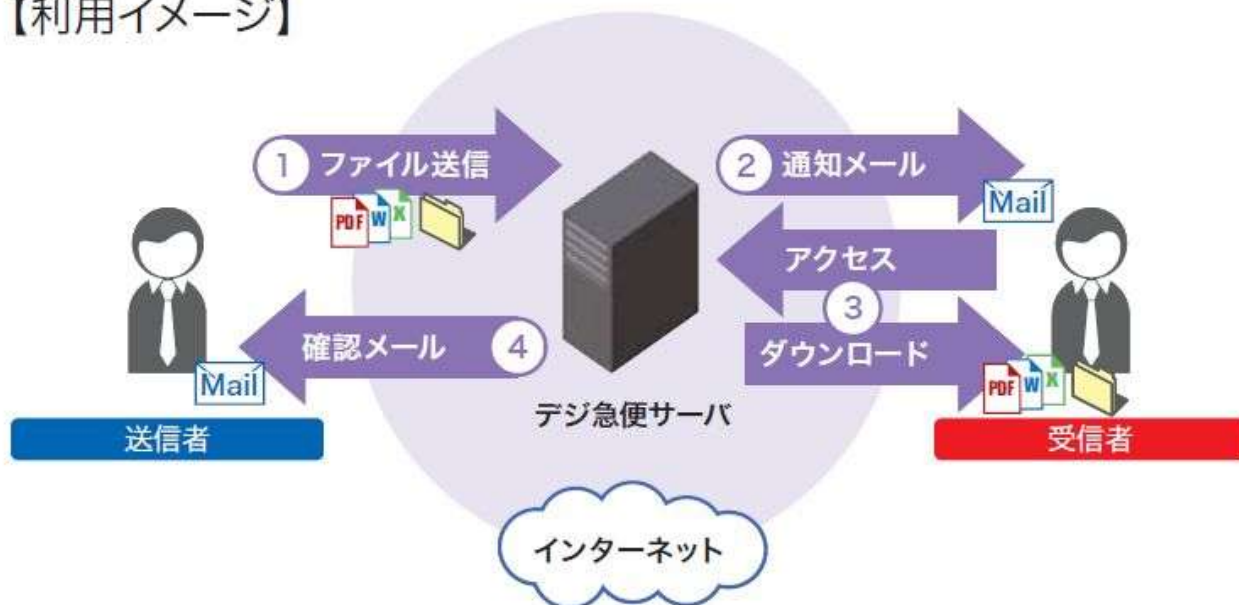 【利用イメージ】
1 ファイル送信
PDF W X
2 通知メール
Mail
アクセス
3
ダウンロード
PDF W X
確認メール 4
Mail
デジ急便サーバ
送信者
受信者
インターネット